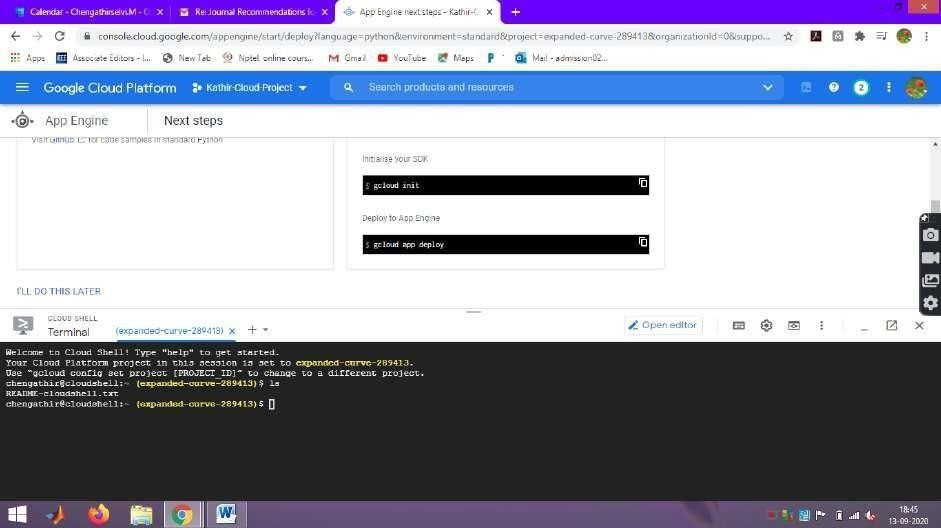 Calendar - Chengathirselvi.M - O
Re: Journal Recommendations fo
App Engine next steps - Kathir-C
console.cloud.google.com/appengine/start/deploy?language=python&environment=standard&project=expanded-curve-289413&organizationId=0&suppo...
Apps
Associate Editors - I...
New Tab
Nptel, online cours...
Gmail
YouTube
Maps
P
Mail - admission02...
Google Cloud Platform
Kathir-Cloud-Project
Search products and resources
2
App Engine
Next steps
Visit Github for code samples in standard Python
Initialise your SDK
$ gcloud init
Deploy to App Engine
$ gcloud app deploy
I'LL DO THIS LATER
CLOUD SHELL
Terminal
(expanded-curve-289413)
Open editor
Welcome to Cloud Shell! Type "help" to get started.
Your Cloud Platform project in this session is set to expanded-curve-289413.
Use "gcloud config set project [PROJECT_ID]" to change to a different project.
chengathir@cloudshell:~ (expanded-curve-289413)$ ls
README-cloudshell.txt
chengathir@cloudshell:~ (expanded-curve-289413)$
18:45
13-09-2020